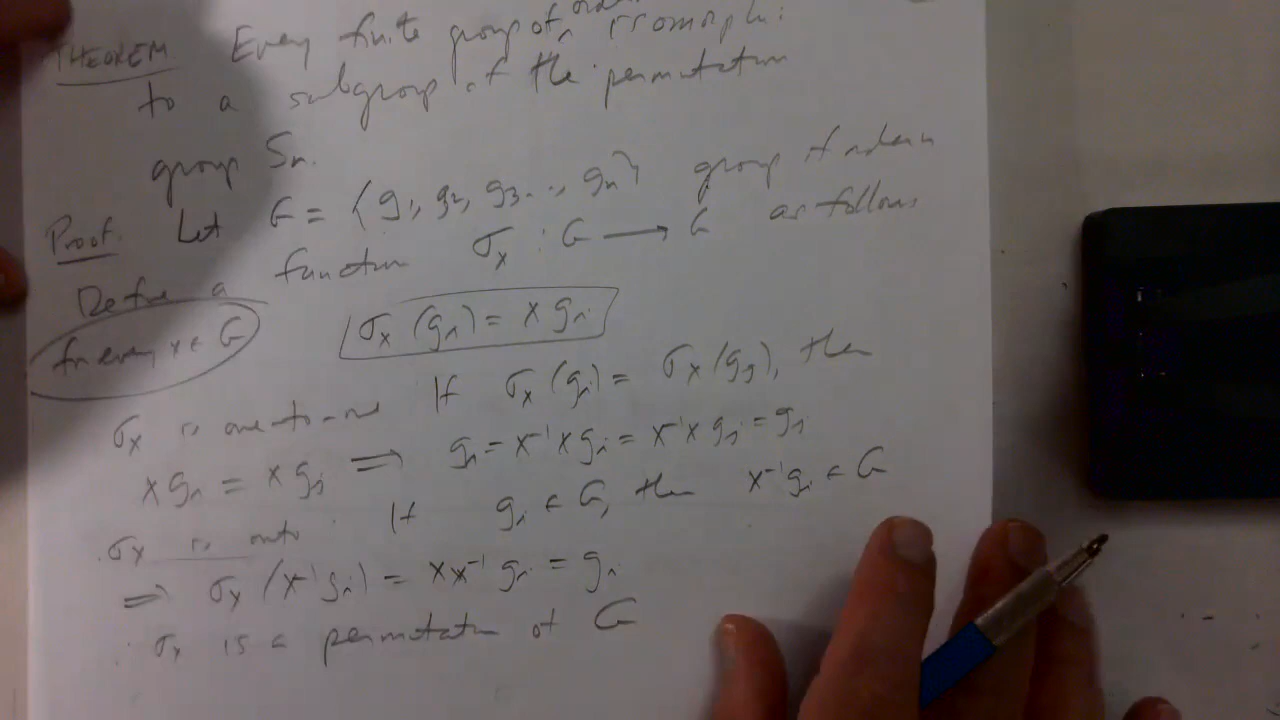 THEOREM Every finite group of order isomorphi
to a subgroup of the permutation
group Sn.
Proof. Let G = {g1, g2, g3..., gn} group of order n
Define a function σx : G → G as follows
for every x ∈ G σx (gi) = x gi
σx is one-to-one If σx (gi) = σx (gj), then
x gi = x gj ⟹ gi = x⁻¹ x gi = x⁻¹ x gj = gj
σx is onto If gi ∈ G, then x⁻¹gi ∈ G
⟹ σx (x⁻¹gi) = x x⁻¹ gi = gi
∴ σx is a permutation of G